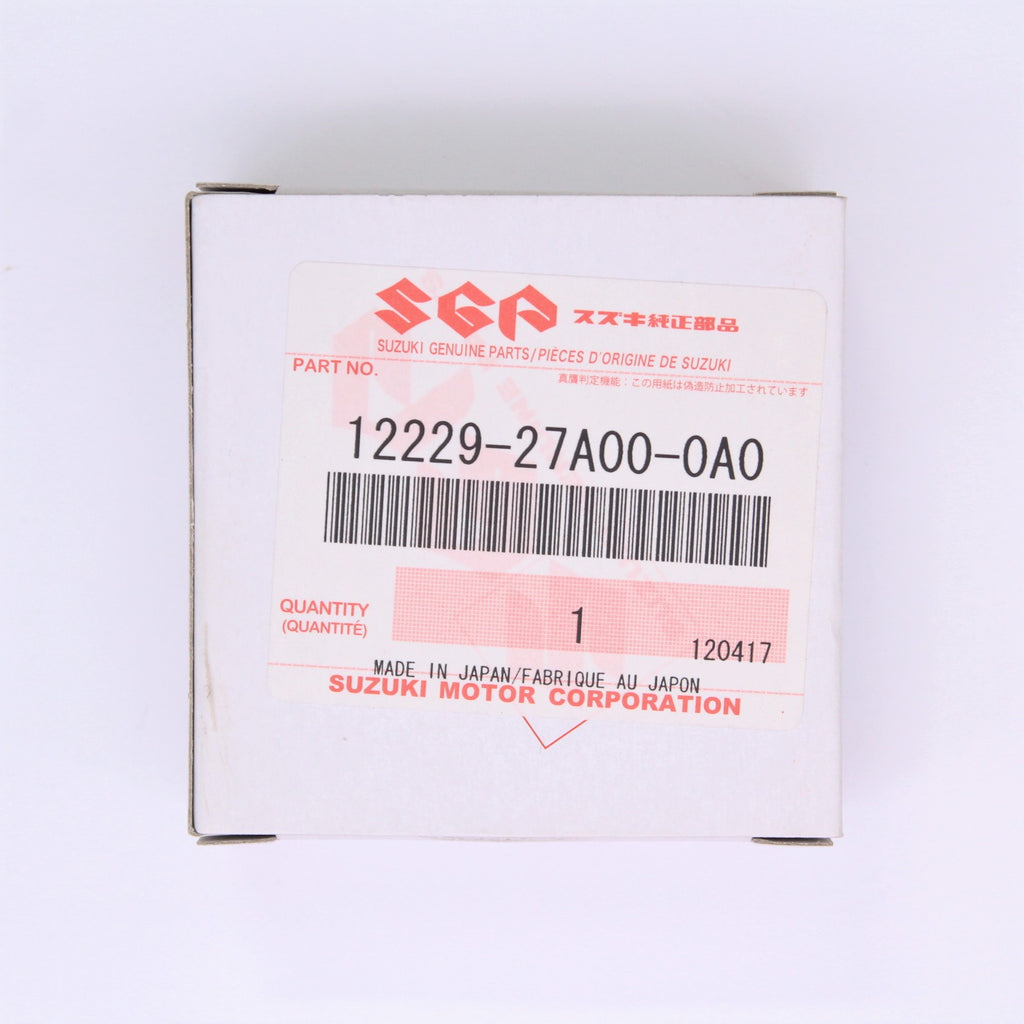 SGP スズキ純正部品
SUZUKI GENUINE PARTS/PIÈCES D'ORIGINE DE SUZUKI
PART NO.
真贋判定機能：この用紙は偽造防止加工されています
12229-27A00-0A0
QUANTITY
(QUANTITÉ)
1
120417
MADE IN JAPAN/FABRIQUE AU JAPON
SUZUKI MOTOR CORPORATION